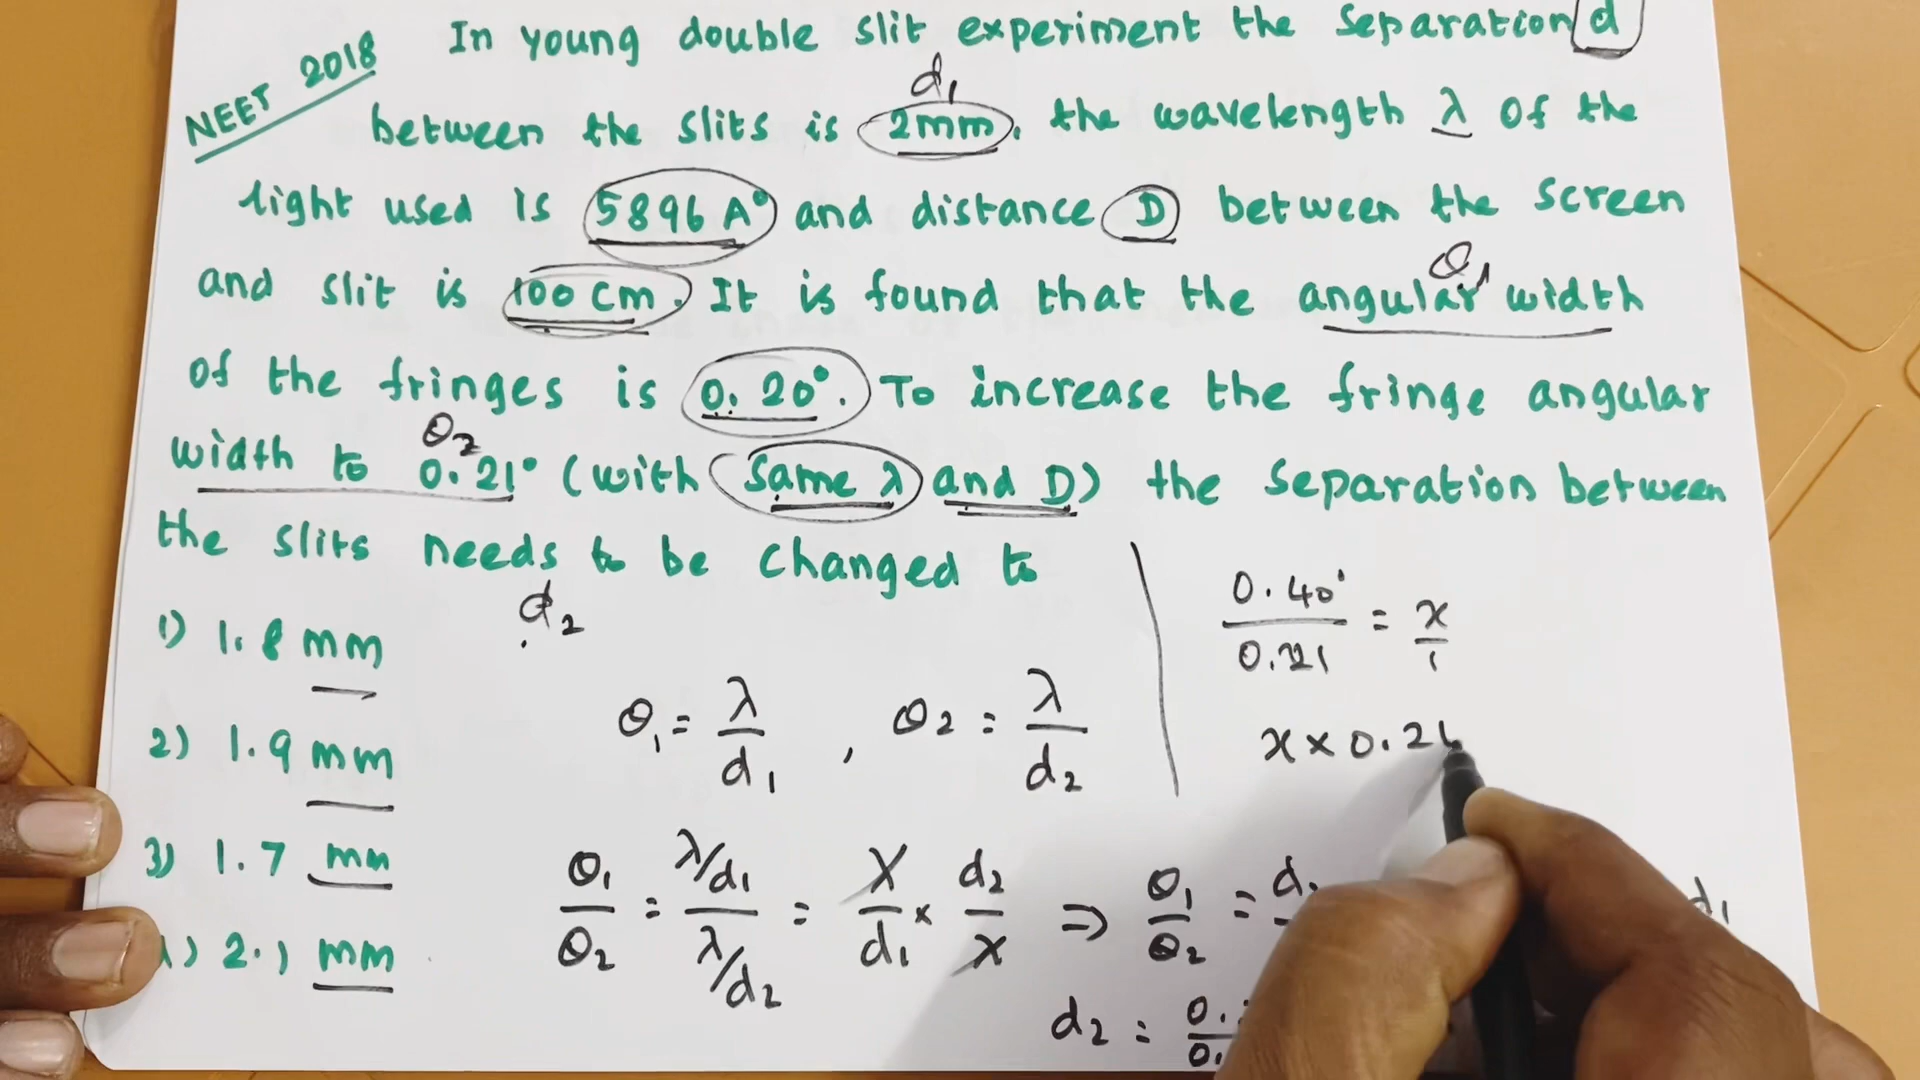 NEET 2018
In young double slit experiment the separation d
d₁
between the slits is 2mm. the wavelength λ of the
light used is 5896 A° and distance D between the screen
θ₁
and slit is 100 cm. It is found that the angular width
of the fringes is 0.20°. To increase the fringe angular
θ₂
width to 0.21° (with same λ and D) the separation between
the slits needs to be changed to
d₂
1) 1.8 mm
2) 1.9 mm
3) 1.7 mm
) 2.1 mm
θ₁ = λ/d₁ , θ₂ = λ/d₂
θ₁/θ₂ = λ/d₁ / λ/d₂ = λ/d₁ × d₂/λ ⇒ θ₁/θ₂ =
d₁
d₂ =
0.40°/0.21 = x/1
x × 0.21